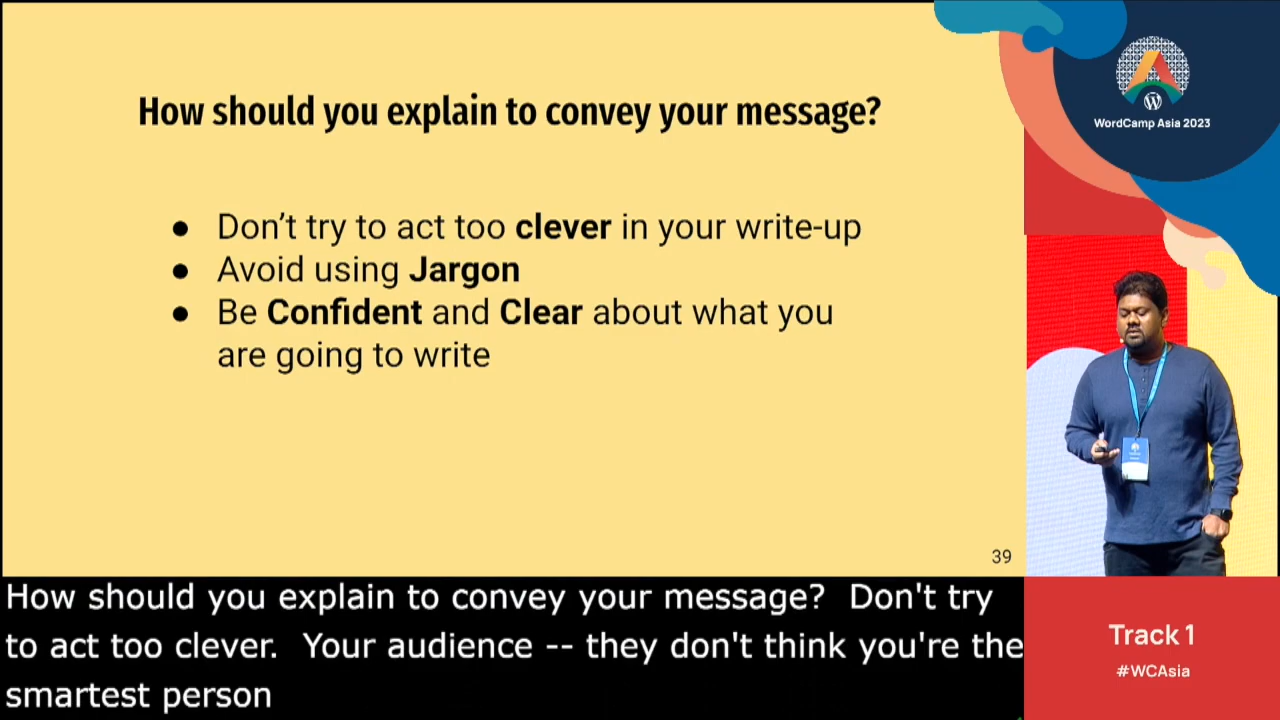 How should you explain to convey your message?
● Don't try to act too clever in your write-up
● Avoid using Jargon
● Be Confident and Clear about what you
are going to write
39
WordCamp Asia 2023
How should you explain to convey your message?  Don't try
to act too clever.  Your audience -- they don't think you're the
smartest person
Track 1
#WCAsia